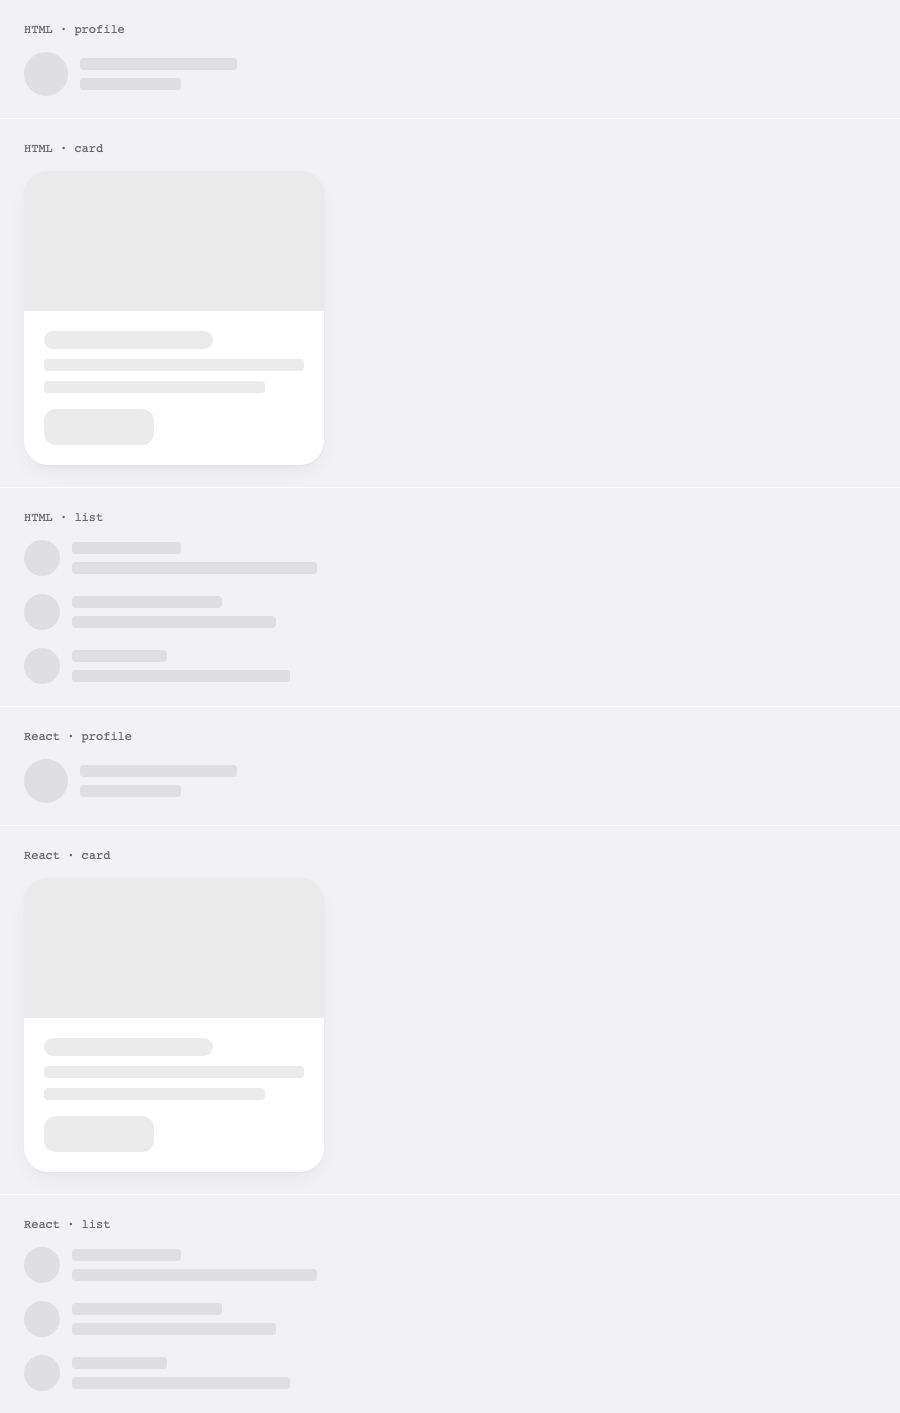 HTML · profile
HTML · card
HTML · list
React · profile
React · card
React · list